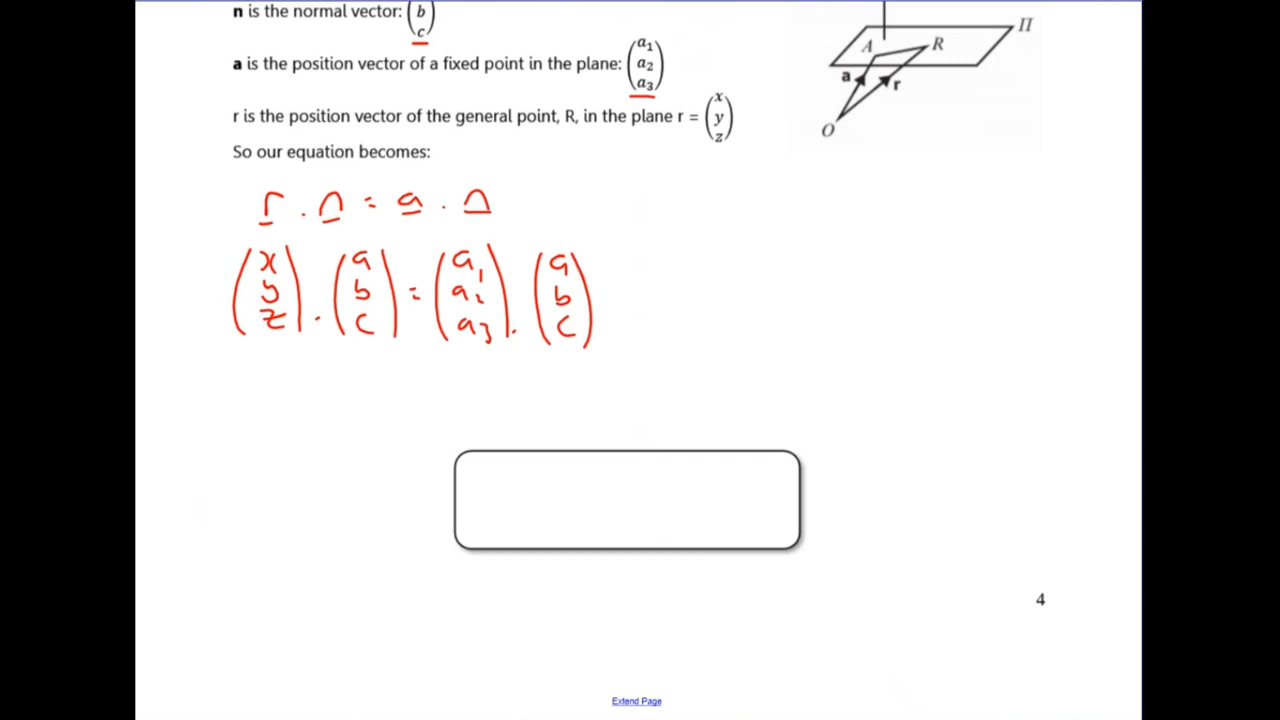 n is the normal vector: (b c)
a is the position vector of a fixed point in the plane: (a₁ a₂ a₃)
r is the position vector of the general point, R, in the plane r = (x y z)
So our equation becomes:
r . n = a . n
(x y z) . (a b c) = (a₁ a₂ a₃) . (a b c)
Π
A
R
a
r
O
4
Extend Page